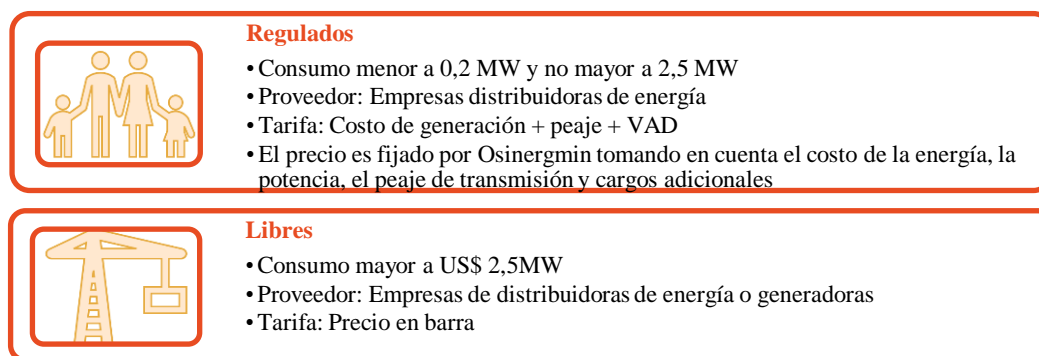 Regulados
• Consumo menor a 0,2 MW y no mayor a 2,5 MW
• Proveedor: Empresas distribuidoras de energía
• Tarifa: Costo de generación + peaje + VAD
• El precio es fijado por Osinergmin tomando en cuenta el costo de la energía, la
potencia, el peaje de transmisión y cargos adicionales
Libres
• Consumo mayor a US$ 2,5MW
• Proveedor: Empresas de distribuidoras de energía o generadoras
• Tarifa: Precio en barra